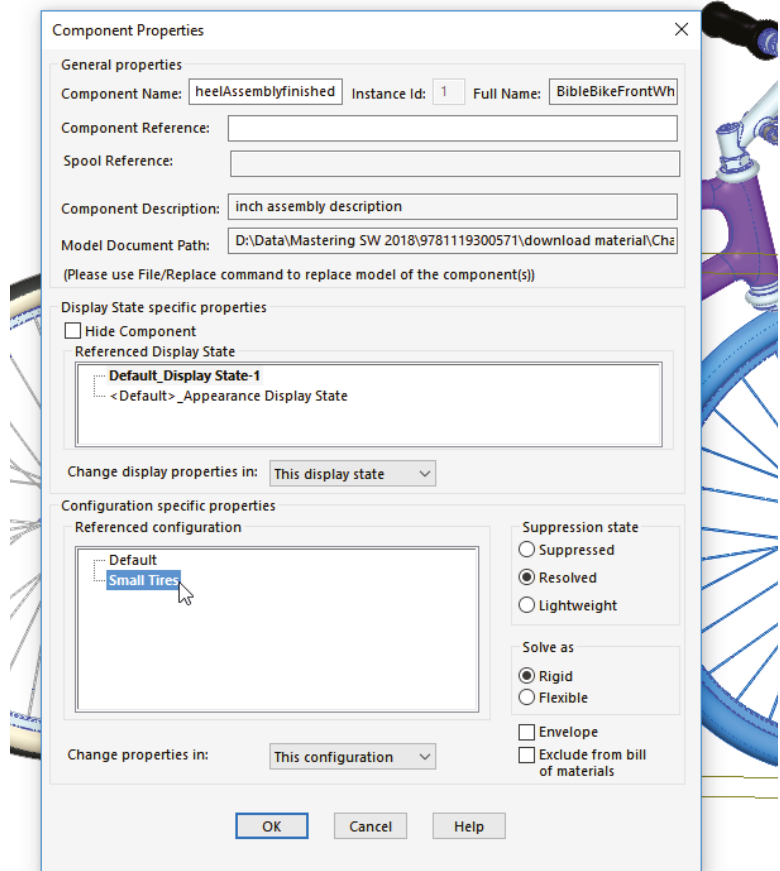 Component Properties
General properties
Component Name: heelAssemblyfinished Instance Id: 1 Full Name: BibleBikeFrontWh
Component Reference:
Spool Reference:
Component Description: inch assembly description
Model Document Path: D:\Data\Mastering SW 2018\9781119300571\download material\Cha
(Please use File/Replace command to replace model of the component(s))
Display State specific properties
Hide Component
Referenced Display State
Default_Display State-1
<Default>_Appearance Display State
Change display properties in: This display state
Configuration specific properties
Referenced configuration
Default
Small Tires
Suppression state
Suppressed
Resolved
Lightweight
Solve as
Rigid
Flexible
Envelope
Exclude from bill
of materials
Change properties in: This configuration
OK Cancel Help